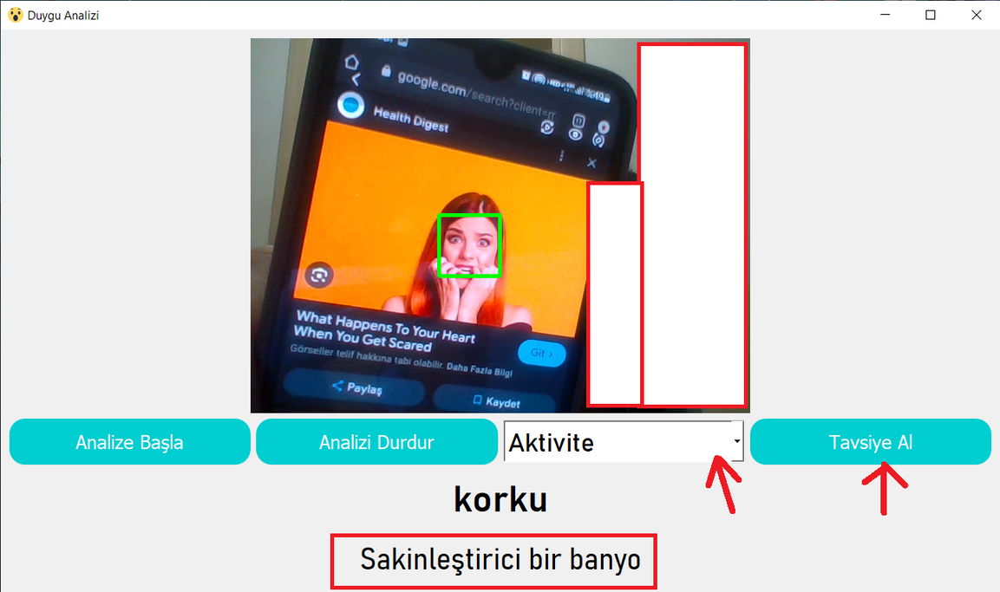 Duygu Analizi
google.com/search?client=
Health Digest
What Happens To Your Heart
When You Get Scared
Görseller telif hakkına tabi olabilir. Daha Fazla Bilgi
Git >
Paylaş
Kaydet
Analize Başla
Analizi Durdur
Aktivite
Tavsiye Al
korku
Sakinleştirici bir banyo